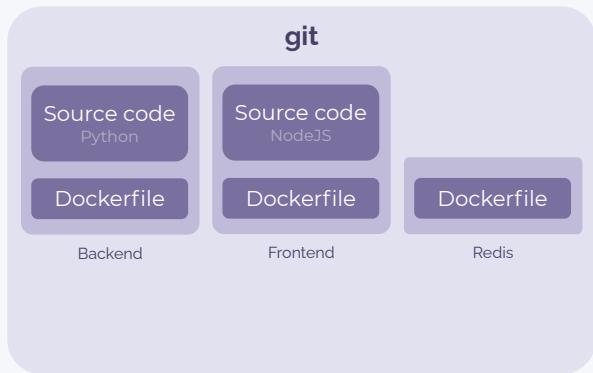 git
Source code
Python
Dockerfile
Backend
Source code
NodeJS
Dockerfile
Frontend
Dockerfile
Redis